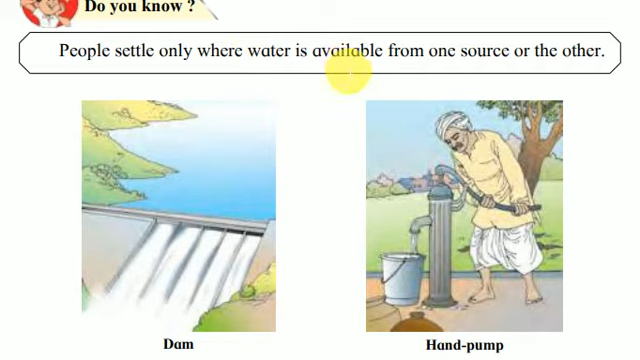 Do you know ?
People settle only where water is available from one source or the other.
Dam
Hand-pump